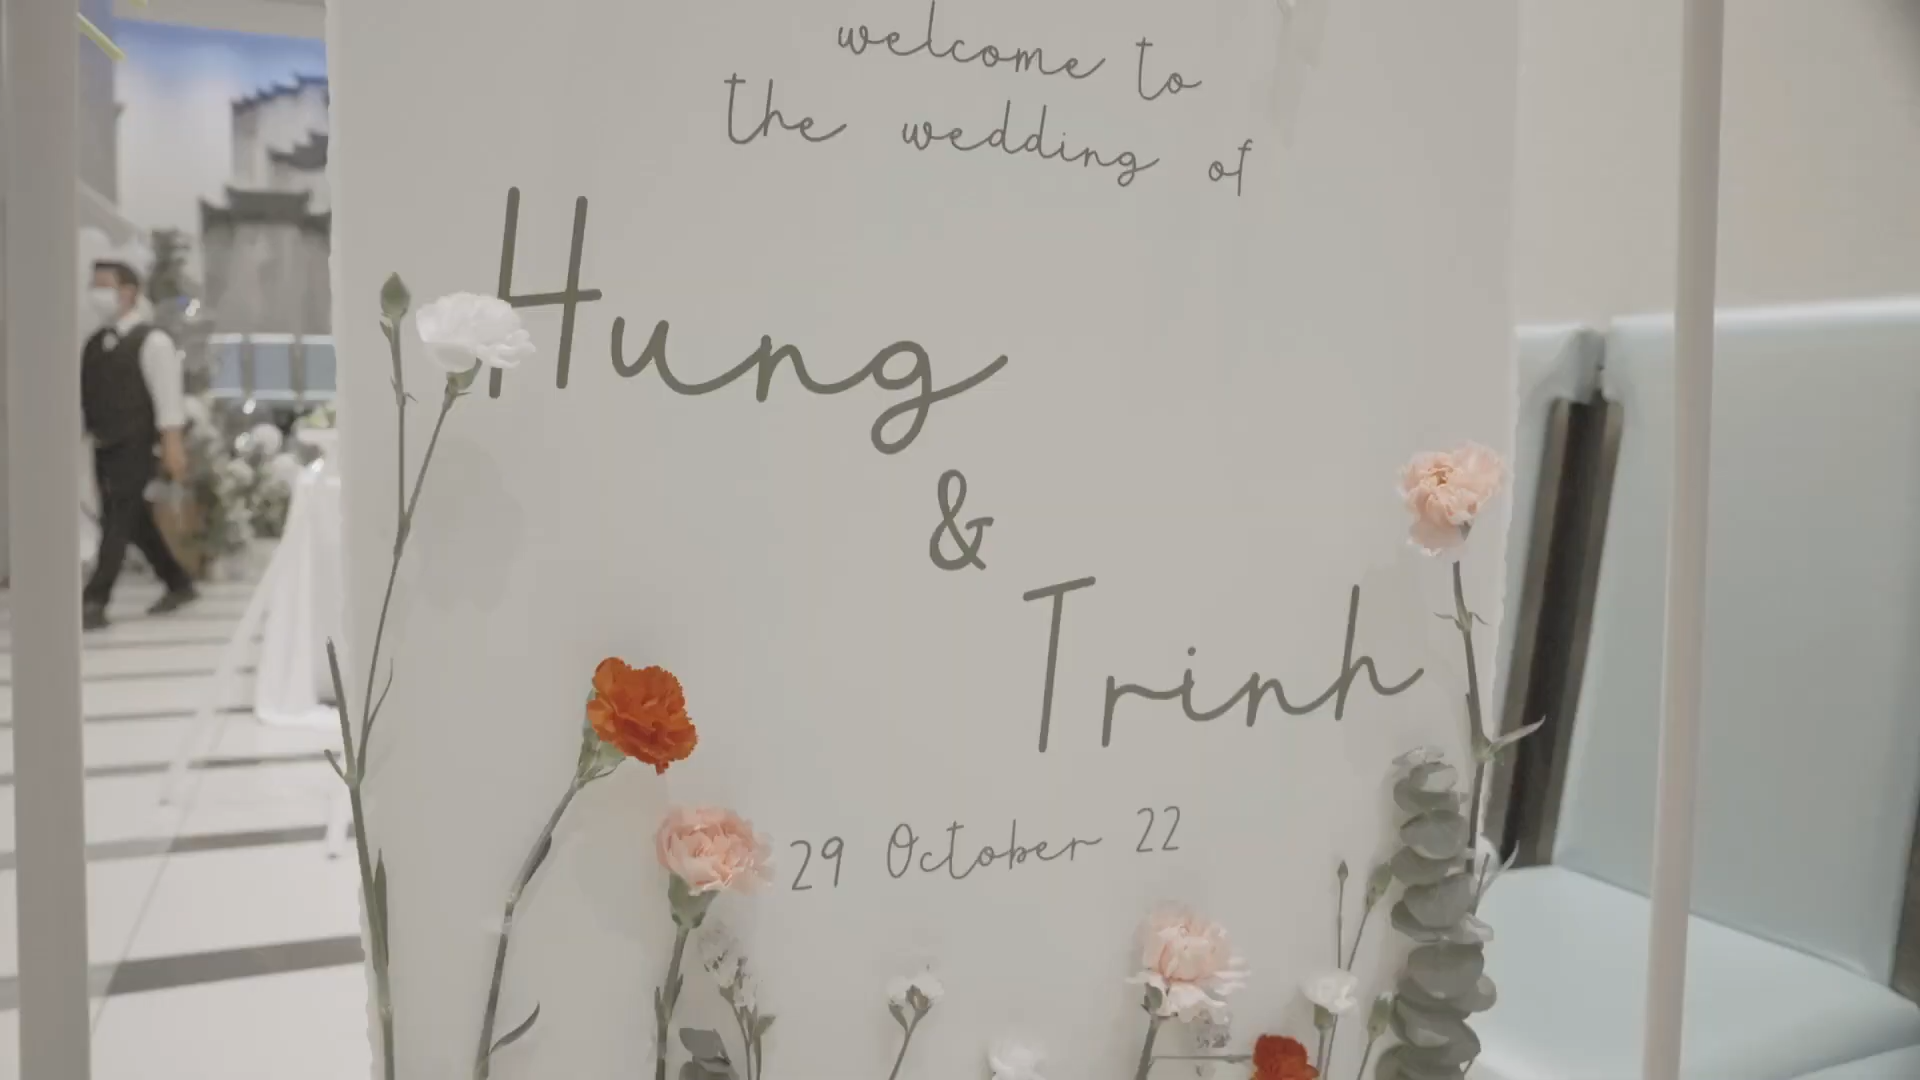 welcome to
the wedding of
Hung
&
Trinh
29 October 22